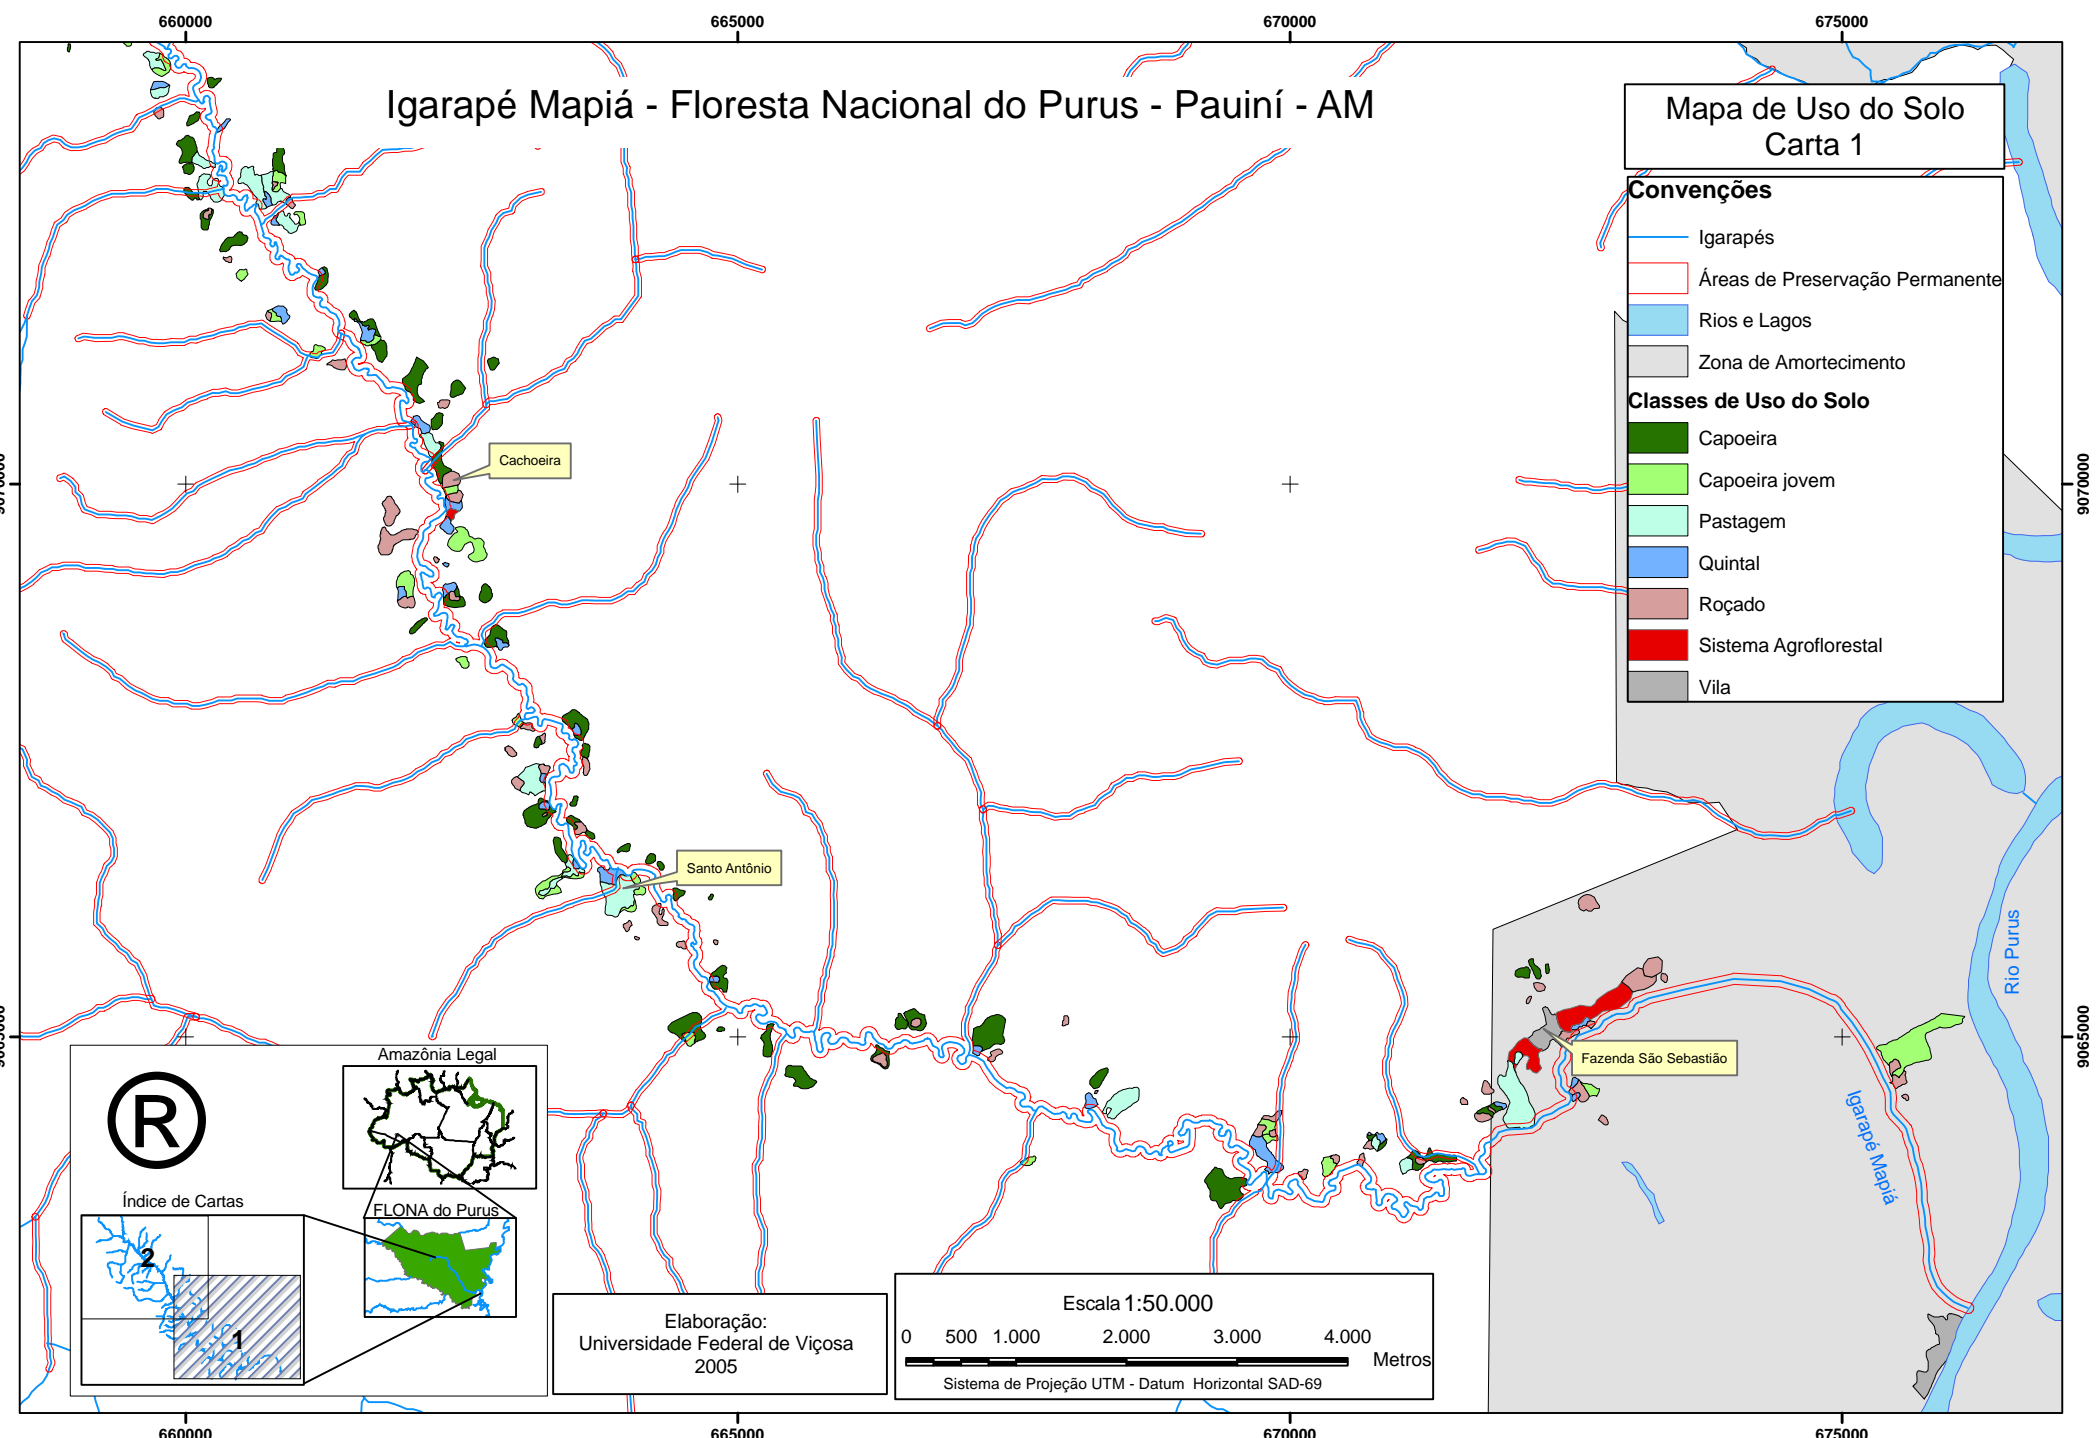 660000
665000
670000
675000
Igarapé Mapiá - Floresta Nacional do Purus - Pauiní - AM
Mapa de Uso do Solo
Carta 1
Convenções
Igarapés
Áreas de Preservação Permanente
Rios e Lagos
Zona de Amortecimento
Classes de Uso do Solo
Capoeira
Capoeira jovem
Pastagem
Quintal
Roçado
Sistema Agroflorestal
Vila
Cachoeira
9070000
Santo Antônio
Rio Purus
Fazenda São Sebastião
9065000
Igarapé Mapiá
Amazônia Legal
R
Índice de Cartas
FLONA do Purus
2
1
Elaboração:
Universidade Federal de Viçosa
2005
Escala 1:50.000
0 500 1.000 2.000 3.000 4.000
Metros
Sistema de Projeção UTM - Datum Horizontal SAD-69
660000
665000
670000
675000